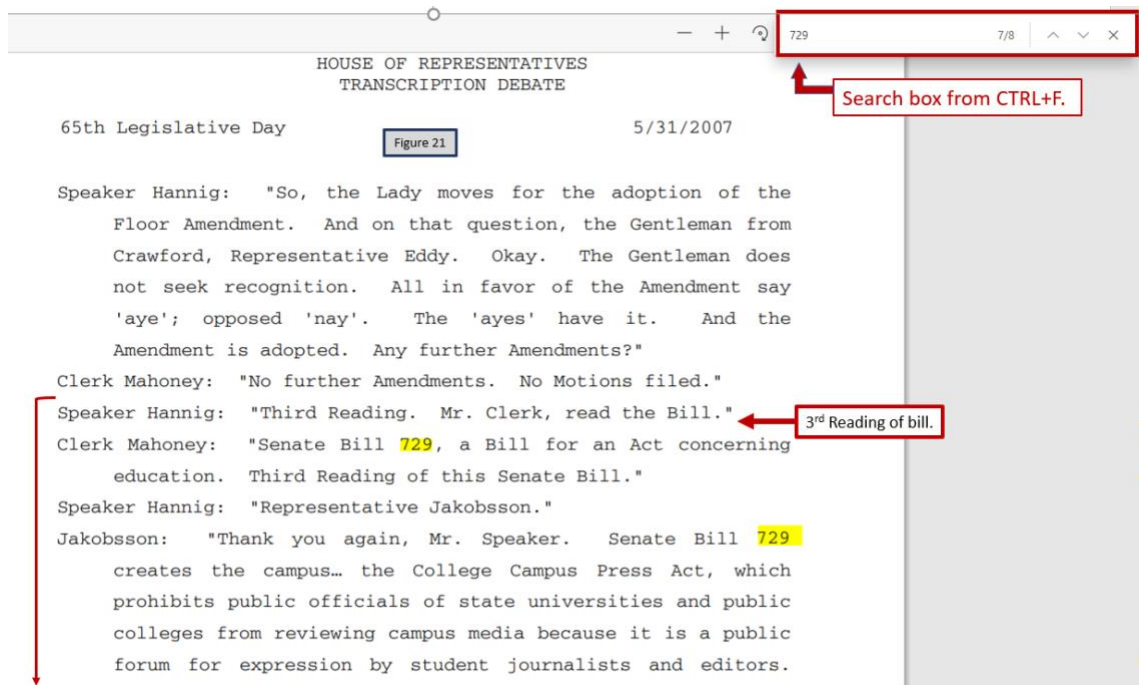 729 7/8
HOUSE OF REPRESENTATIVES
TRANSCRIPTION DEBATE
Search box from CTRL+F.
65th Legislative Day 5/31/2007
Figure 21
Speaker Hannig: "So, the Lady moves for the adoption of the
Floor Amendment. And on that question, the Gentleman from
Crawford, Representative Eddy. Okay. The Gentleman does
not seek recognition. All in favor of the Amendment say
'aye'; opposed 'nay'. The 'ayes' have it. And the
Amendment is adopted. Any further Amendments?"
Clerk Mahoney: "No further Amendments. No Motions filed."
Speaker Hannig: "Third Reading. Mr. Clerk, read the Bill."
3rd Reading of bill.
Clerk Mahoney: "Senate Bill 729, a Bill for an Act concerning
education. Third Reading of this Senate Bill."
Speaker Hannig: "Representative Jakobsson."
Jakobsson: "Thank you again, Mr. Speaker. Senate Bill 729
creates the campus… the College Campus Press Act, which
prohibits public officials of state universities and public
colleges from reviewing campus media because it is a public
forum for expression by student journalists and editors.